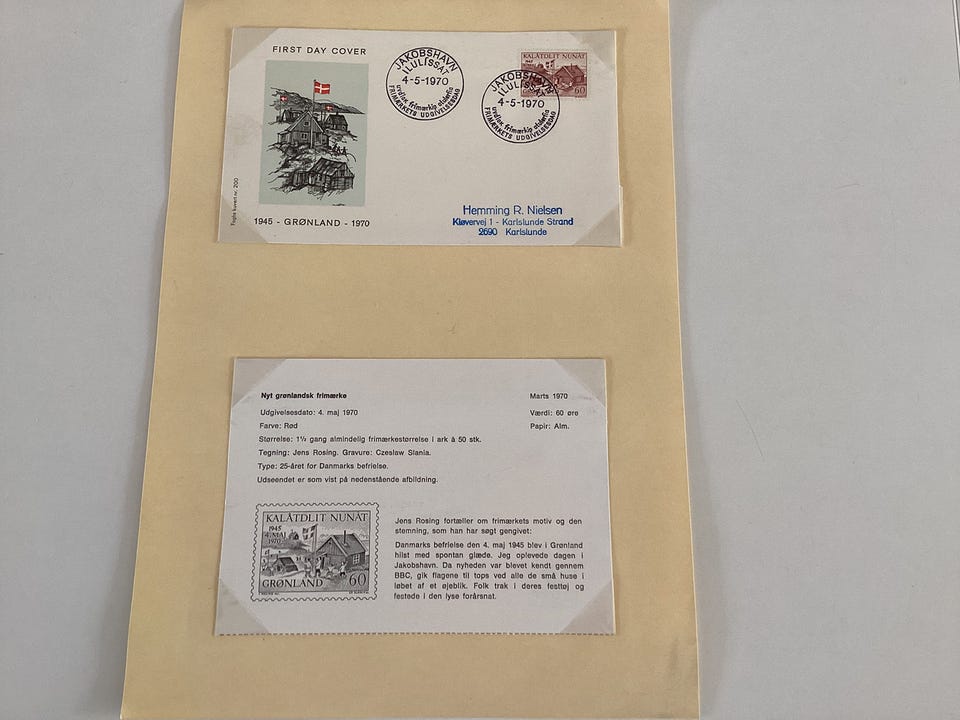 FIRST DAY COVER
JAKOBSHAVN
ILULISSAT
4-5-1970
FRIMÆRKETS UDGIVELSESDAG
KALÂTDLIT NUNÂT
60
JAKOBSHAVN
ILULISSAT
4-5-1970
FRIMÆRKETS UDGIVELSESDAG
Foghs kuvert nr. 200
1945 - GRØNLAND - 1970
Hemming R. Nielsen
Kløvervej 1 - Karlslunde Strand
2690 Karlslunde
Nyt grønlandsk frimærke
Marts 1970
Udgivelsesdato: 4. maj 1970
Værdi: 60 øre
Farve: Rød
Papir: Alm.
Størrelse: 1½ gang almindelig frimærkestørrelse i ark à 50 stk.
Tegning: Jens Rosing. Gravure: Czeslaw Slania.
Type: 25-året for Danmarks befrielse.
Udseendet er som vist på nedenstående afbildning.
KALÂTDLIT NUNÂT
1945
4. MAJ
1970
GRØNLAND 60
Jens Rosing fortæller om frimærkets motiv og den
stemning, som han har søgt gengivet:
Danmarks befrielse den 4. maj 1945 blev i Grønland
hilst med spontan glæde. Jeg oplevede dagen i
Jakobshavn. Da nyheden var blevet kendt gennem
BBC, gik flagene til tops ved alle de små huse i
løbet af et øjeblik. Folk trak i deres festtøj og
festede i den lyse forårsnat.